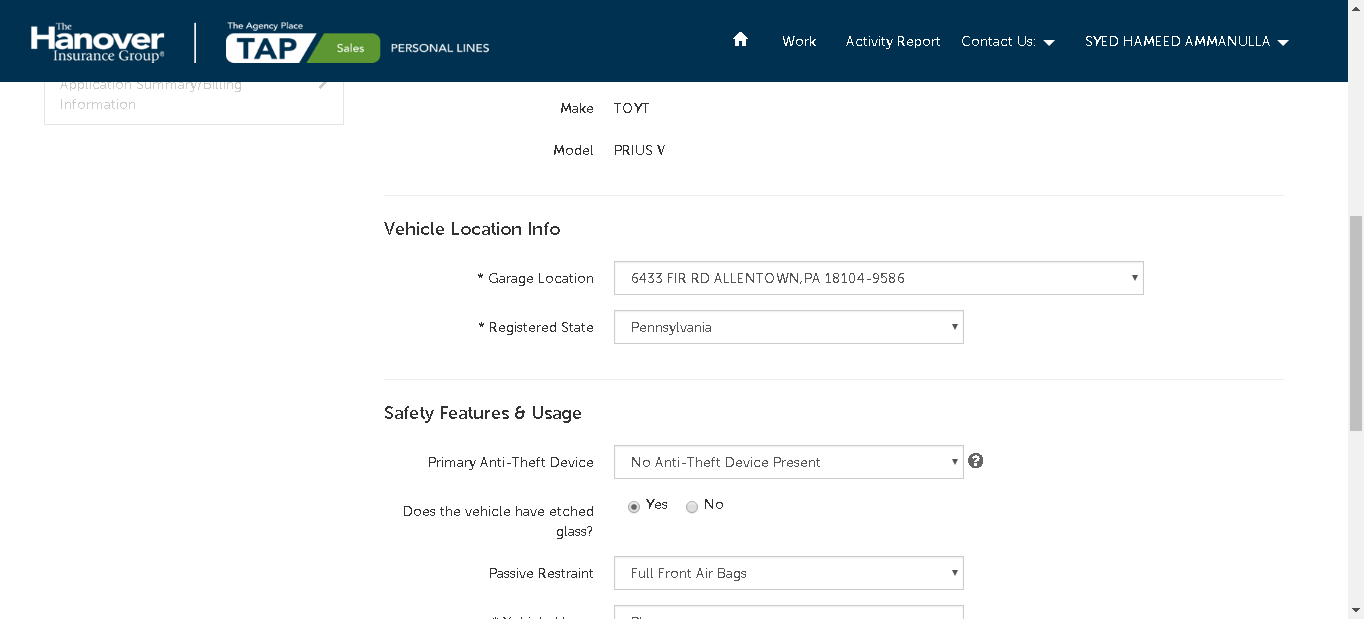 The
Hanover
Insurance Group®
The Agency Place
TAP Sales PERSONAL LINES
Work Activity Report Contact Us: SYED HAMEED AMMANULLA
Application Summary/Billing
Information
Make TOYT
Model PRIUS V
Vehicle Location Info
* Garage Location 6433 FIR RD ALLENTOWN,PA 18104-9586
* Registered State Pennsylvania
Safety Features & Usage
Primary Anti-Theft Device No Anti-Theft Device Present ?
Does the vehicle have etched
glass? Yes No
Passive Restraint Full Front Air Bags